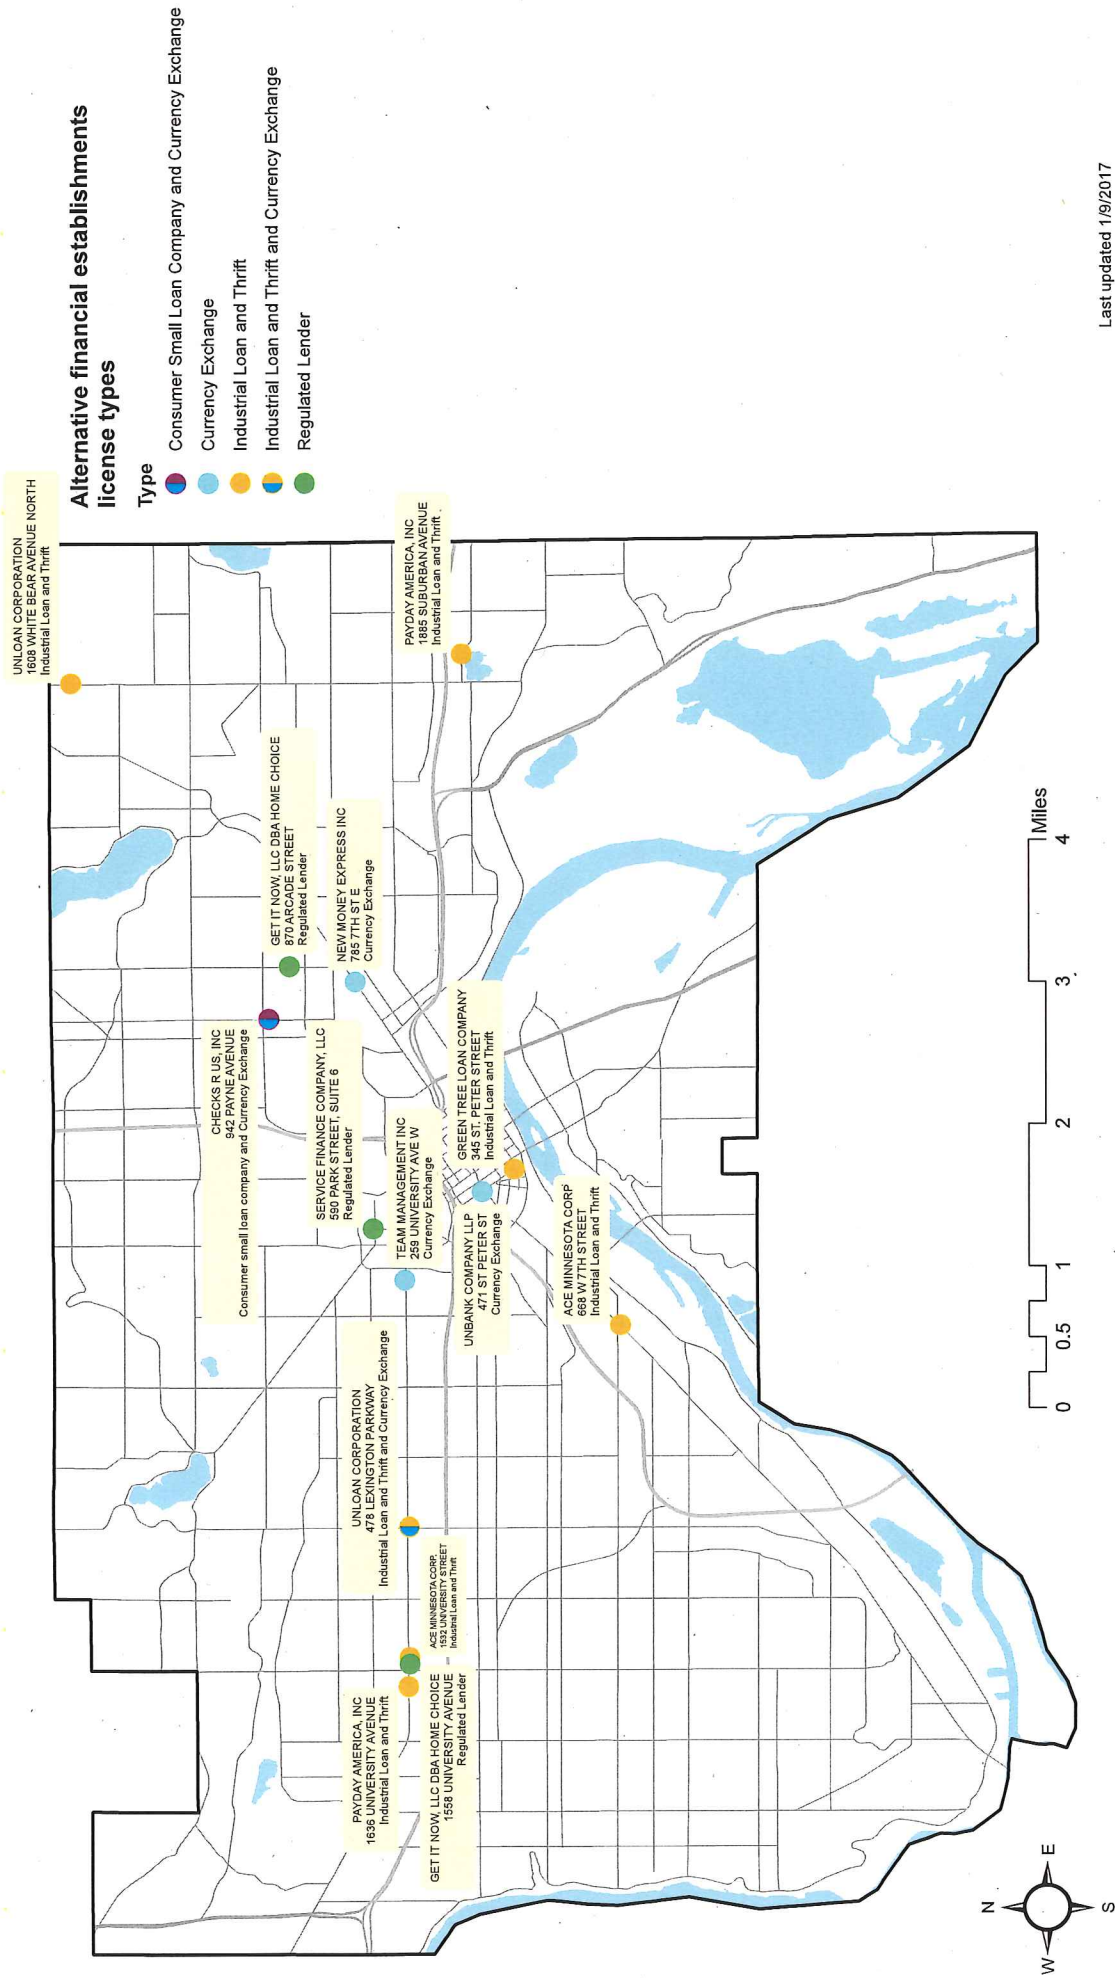 Alternative financial establishments
license types
Type
Consumer Small Loan Company and Currency Exchange
Currency Exchange
Industrial Loan and Thrift
Industrial Loan and Thrift and Currency Exchange
Regulated Lender
UNLOAN CORPORATION
1608 WHITE BEAR AVENUE NORTH
Industrial Loan and Thrift
CHECKS R US, INC
942 PAYNE AVENUE
Consumer small loan company and Currency Exchange
GET IT NOW, LLC DBA HOME CHOICE
870 ARCADE STREET
Regulated Lender
SERVICE FINANCE COMPANY, LLC
590 PARK STREET, SUITE 6
Regulated Lender
NEW MONEY EXPRESS INC
785 7TH ST E
Currency Exchange
PAYDAY AMERICA, INC
1885 SUBURBAN AVENUE
Industrial Loan and Thrift
PAYDAY AMERICA, INC
1636 UNIVERSITY AVENUE
Industrial Loan and Thrift
UNLOAN CORPORATION
478 LEXINGTON PARKWAY
Industrial Loan and Thrift and Currency Exchange
TEAM MANAGEMENT INC
259 UNIVERSITY AVE W
Currency Exchange
GET IT NOW, LLC DBA HOME CHOICE
1558 UNIVERSITY AVENUE
Regulated Lender
ACE MINNESOTA CORP.
1532 UNIVERSITY STREET
Industrial Loan and Thrift
UNBANK COMPANY LLP
471 ST PETER ST
Currency Exchange
GREEN TREE LOAN COMPANY
345 ST. PETER STREET
Industrial Loan and Thrift
ACE MINNESOTA CORP
668 W 7TH STREET
Industrial Loan and Thrift
N
W
E
S
0
0.5
1
2
3
4
Miles
Last updated 1/9/2017